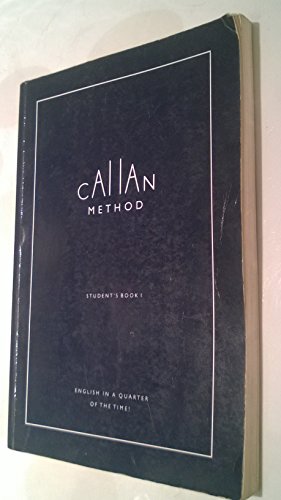 CALLAN
METHOD
STUDENT'S BOOK 1
ENGLISH IN A QUARTER
OF THE TIME!